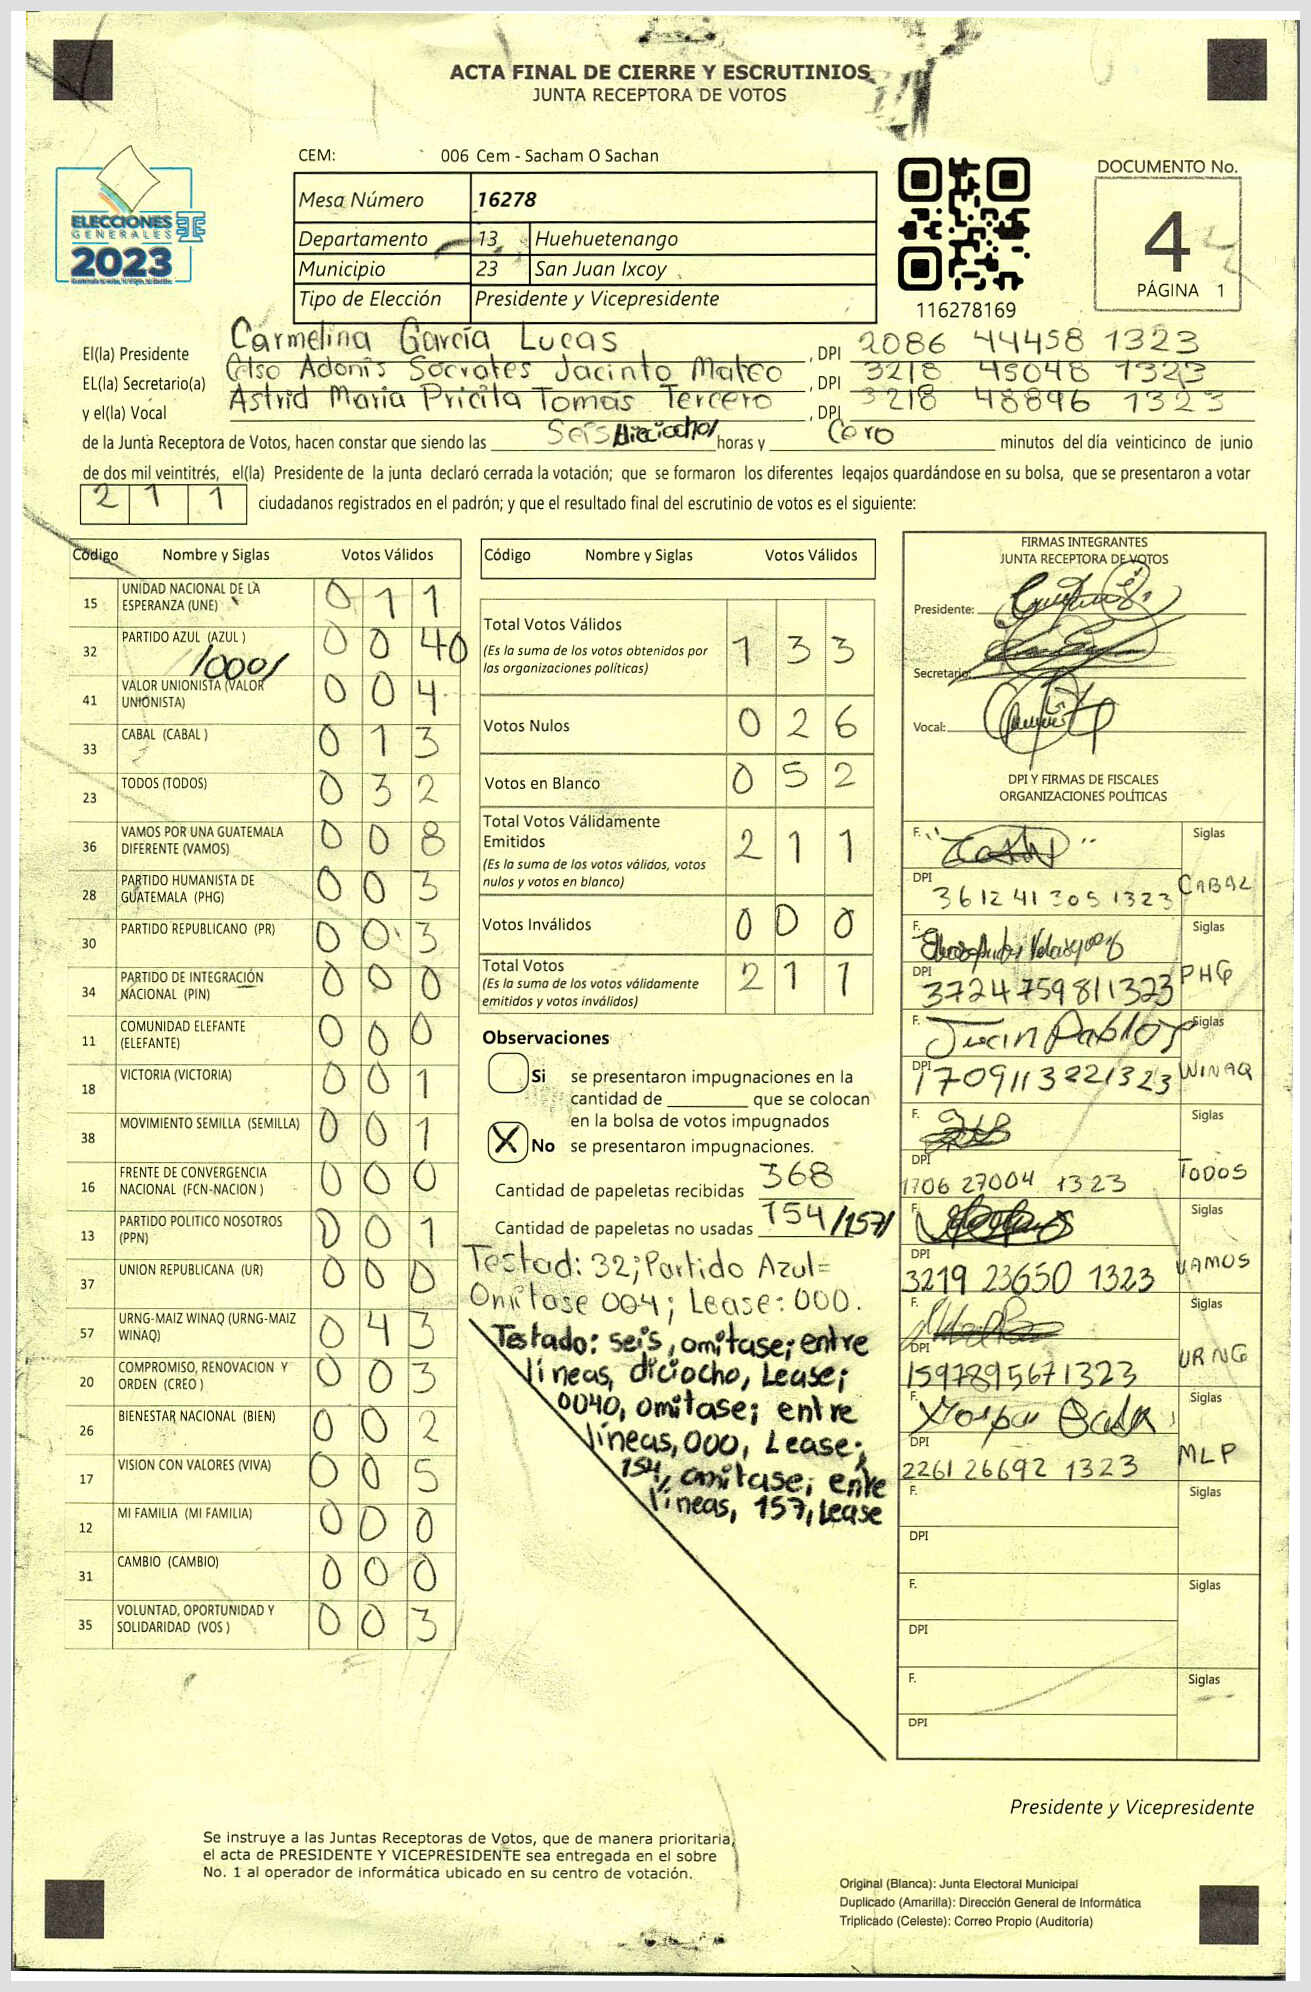 ACTA FINAL DE CIERRE Y ESCRUTINIOS
JUNTA RECEPTORA DE VOTOS
CEM: 006 Cem - Sacham O Sachan
Mesa Número 16278
Departamento 13 Huehuetenango
Municipio 23 San Juan Ixcoy
Tipo de Elección Presidente y Vicepresidente
ELECCIONES
GENERALES
2023
116278169
DOCUMENTO No.
4
PÁGINA 1
El(la) Presidente Carmelina García Lucas , DPI 2086 44458 1323
EL(la) Secretario(a) Celso Adonis Socrates Jacinto Mateo , DPI 3218 45048 1323
y el(la) Vocal Astrid Maria Pricila Tomas Tercero , DPI 3218 48896 1323
de la Junta Receptora de Votos, hacen constar que siendo las Seis /dieciocho/ horas y Cero minutos del día veinticinco de junio
de dos mil veintitrés, el(la) Presidente de la junta declaró cerrada la votación; que se formaron los diferentes legajos quardándose en su bolsa, que se presentaron a votar
2 1 1 ciudadanos registrados en el padrón; y que el resultado final del escrutinio de votos es el siguiente:
Código Nombre y Siglas Votos Válidos
15 UNIDAD NACIONAL DE LA ESPERANZA (UNE) 0 1 1
32 PARTIDO AZUL (AZUL ) 0 0 40
/000/
41 VALOR UNIONISTA (VALOR UNIONISTA) 0 0 4
33 CABAL (CABAL ) 0 1 3
23 TODOS (TODOS) 0 3 2
36 VAMOS POR UNA GUATEMALA DIFERENTE (VAMOS) 0 0 8
28 PARTIDO HUMANISTA DE GUATEMALA (PHG) 0 0 3
30 PARTIDO REPUBLICANO (PR) 0 0 3
34 PARTIDO DE INTEGRACIÓN NACIONAL (PIN) 0 0 0
11 COMUNIDAD ELEFANTE (ELEFANTE) 0 0 0
18 VICTORIA (VICTORIA) 0 0 1
38 MOVIMIENTO SEMILLA (SEMILLA) 0 0 1
16 FRENTE DE CONVERGENCIA NACIONAL (FCN-NACION ) 0 0 0
13 PARTIDO POLITICO NOSOTROS (PPN) 0 0 1
37 UNION REPUBLICANA (UR) 0 0 0
57 URNG-MAIZ WINAQ (URNG-MAIZ WINAQ) 0 4 3
20 COMPROMISO, RENOVACION Y ORDEN (CREO ) 0 0 3
26 BIENESTAR NACIONAL (BIEN) 0 0 2
17 VISION CON VALORES (VIVA) 0 0 5
12 MI FAMILIA (MI FAMILIA) 0 0 0
31 CAMBIO (CAMBIO) 0 0 0
35 VOLUNTAD, OPORTUNIDAD Y SOLIDARIDAD (VOS ) 0 0 3
Código Nombre y Siglas Votos Válidos
Total Votos Válidos 1 3 3
(Es la suma de los votos obtenidos por
las organizaciones políticas)
Votos Nulos 0 2 6
Votos en Blanco 0 5 2
Total Votos Válidamente
Emitidos 2 1 1
(Es la suma de los votos válidos, votos
nulos y votos en blanco)
Votos Inválidos 0 0 0
Total Votos 2 1 1
(Es la suma de los votos válidamente
emitidos y votos inválidos)
Observaciones
Si se presentaron impugnaciones en la
cantidad de ________ que se colocan
en la bolsa de votos impugnados
X No se presentaron impugnaciones.
Cantidad de papeletas recibidas 368
Cantidad de papeletas no usadas 154 /157/
Testad: 32; Partido Azul=
Omitase 004; Lease: 000.
Testado: seis, omitase; entre
líneas, diciocho, Lease;
0040, omitase; entre
líneas, 000, Lease;
154, omitase; entre
líneas, 157, Lease
FIRMAS INTEGRANTES
JUNTA RECEPTORA DE VOTOS
Presidente:
Secretario:
Vocal:
DPI Y FIRMAS DE FISCALES
ORGANIZACIONES POLÍTICAS
F. Siglas
DPI 3612 41305 1323 CABAL
F. Siglas
DPI 3724759811323 PHG
F. Juan Pablo Siglas
DPI 1709113221323 WINAQ
F. Siglas
DPI 1706 27004 1323 TODOS
F. Siglas
DPI 3219 23650 1323 VAMOS
F. Siglas
DPI 1597895671323 URNG
F. Siglas
DPI 2261 26692 1323 MLP
F. Siglas
DPI
F. Siglas
DPI
F. Siglas
DPI
Presidente y Vicepresidente
Se instruye a las Juntas Receptoras de Votos, que de manera prioritaria,
el acta de PRESIDENTE Y VICEPRESIDENTE sea entregada en el sobre
No. 1 al operador de informática ubicado en su centro de votación.
Original (Blanca): Junta Electoral Municipal
Duplicado (Amarilla): Dirección General de Informática
Triplicado (Celeste): Correo Propio (Auditoría)